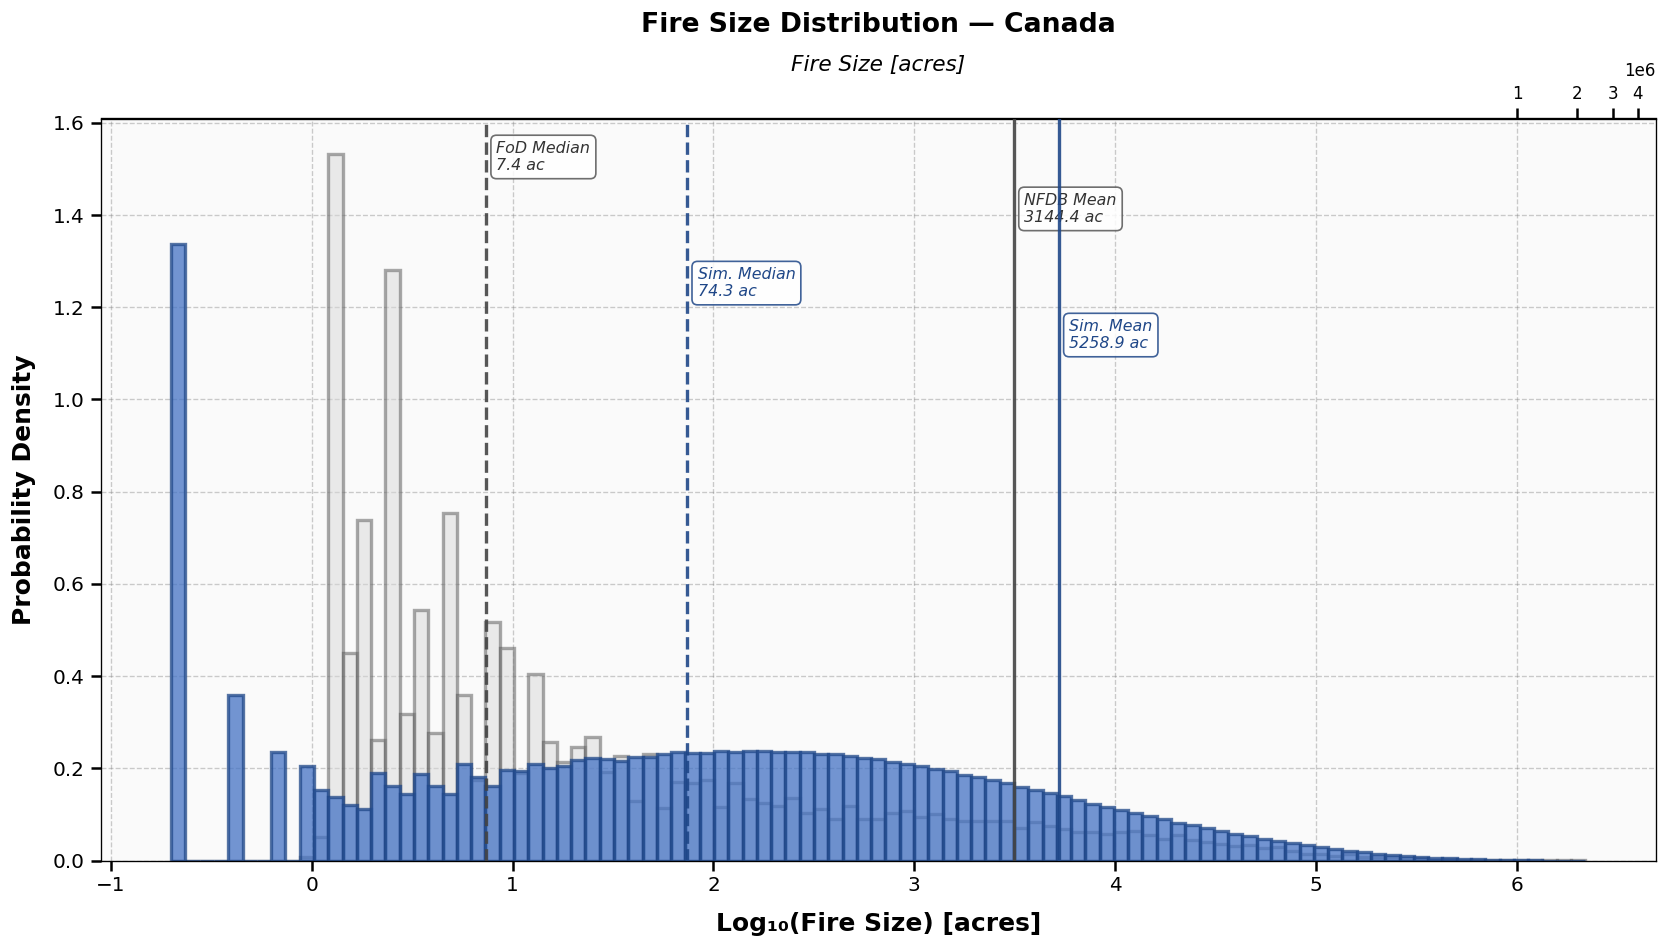 Fire Size Distribution — Canada
Fire Size [acres]
1e6
1 2 3 4
FoD Median
7.4 ac
NFDB Mean
3144.4 ac
Sim. Median
74.3 ac
Sim. Mean
5258.9 ac
Probability Density
1.6
1.4
1.2
1.0
0.8
0.6
0.4
0.2
0.0
−1 0 1 2 3 4 5 6
Log₁₀(Fire Size) [acres]